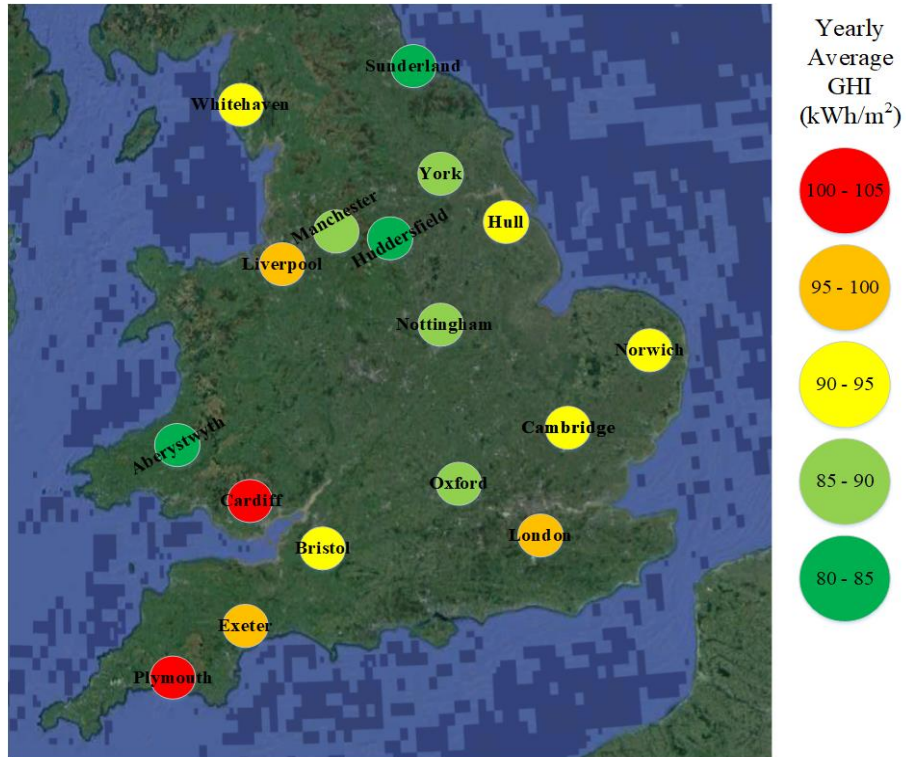 Sunderland
Whitehaven
York
Manchester
Hull
Huddersfield
Liverpool
Nottingham
Norwich
Cambridge
Aberystwyth
Oxford
Cardiff
London
Bristol
Exeter
Plymouth
Yearly
Average
GHI
(kWh/m²)
100 - 105
95 - 100
90 - 95
85 - 90
80 - 85